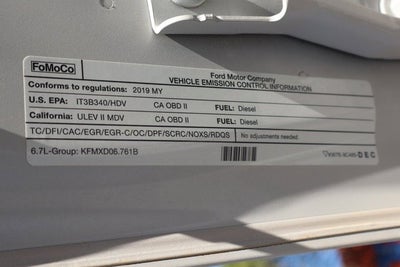 FoMoCo
Ford Motor Company
VEHICLE EMISSION CONTROL INFORMATION
Conforms to regulations: 2019 MY
U.S. EPA: IT3B340/HDV CA OBD II FUEL: Diesel
California: ULEV II MDV CA OBD II FUEL: Diesel
TC/DFI/CAC/EGR/EGR-C/OC/DPF/SCRC/NOXS/RDQS No adjustments needed.
6.7L-Group: KFMXD06.761B DEC